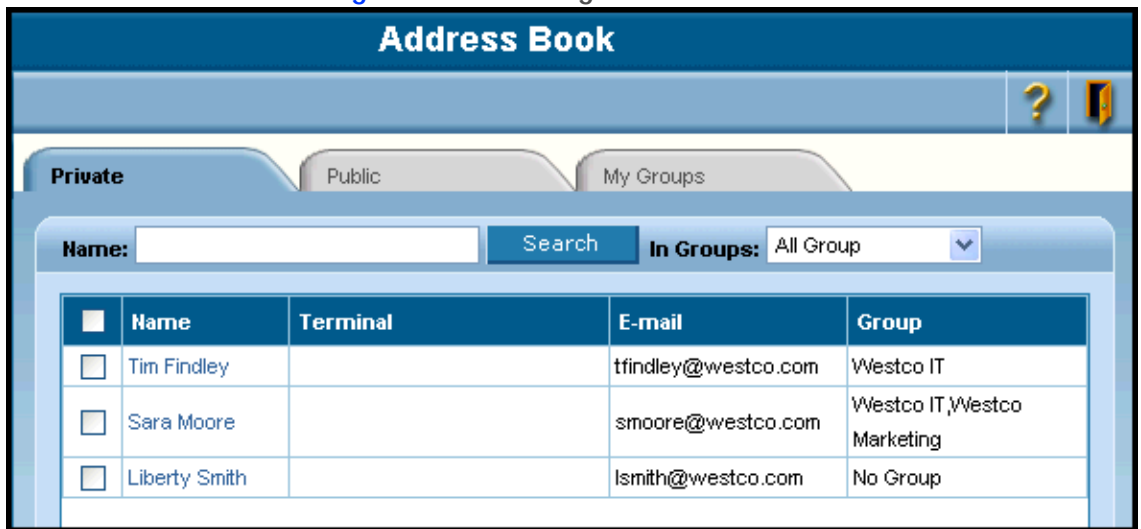 Address Book
?
Private Public My Groups
Name: Search In Groups: All Group
Name Terminal E-mail Group
Tim Findley tfindley@westco.com Westco IT
Sara Moore smoore@westco.com Westco IT,Westco
Marketing
Liberty Smith lsmith@westco.com No Group